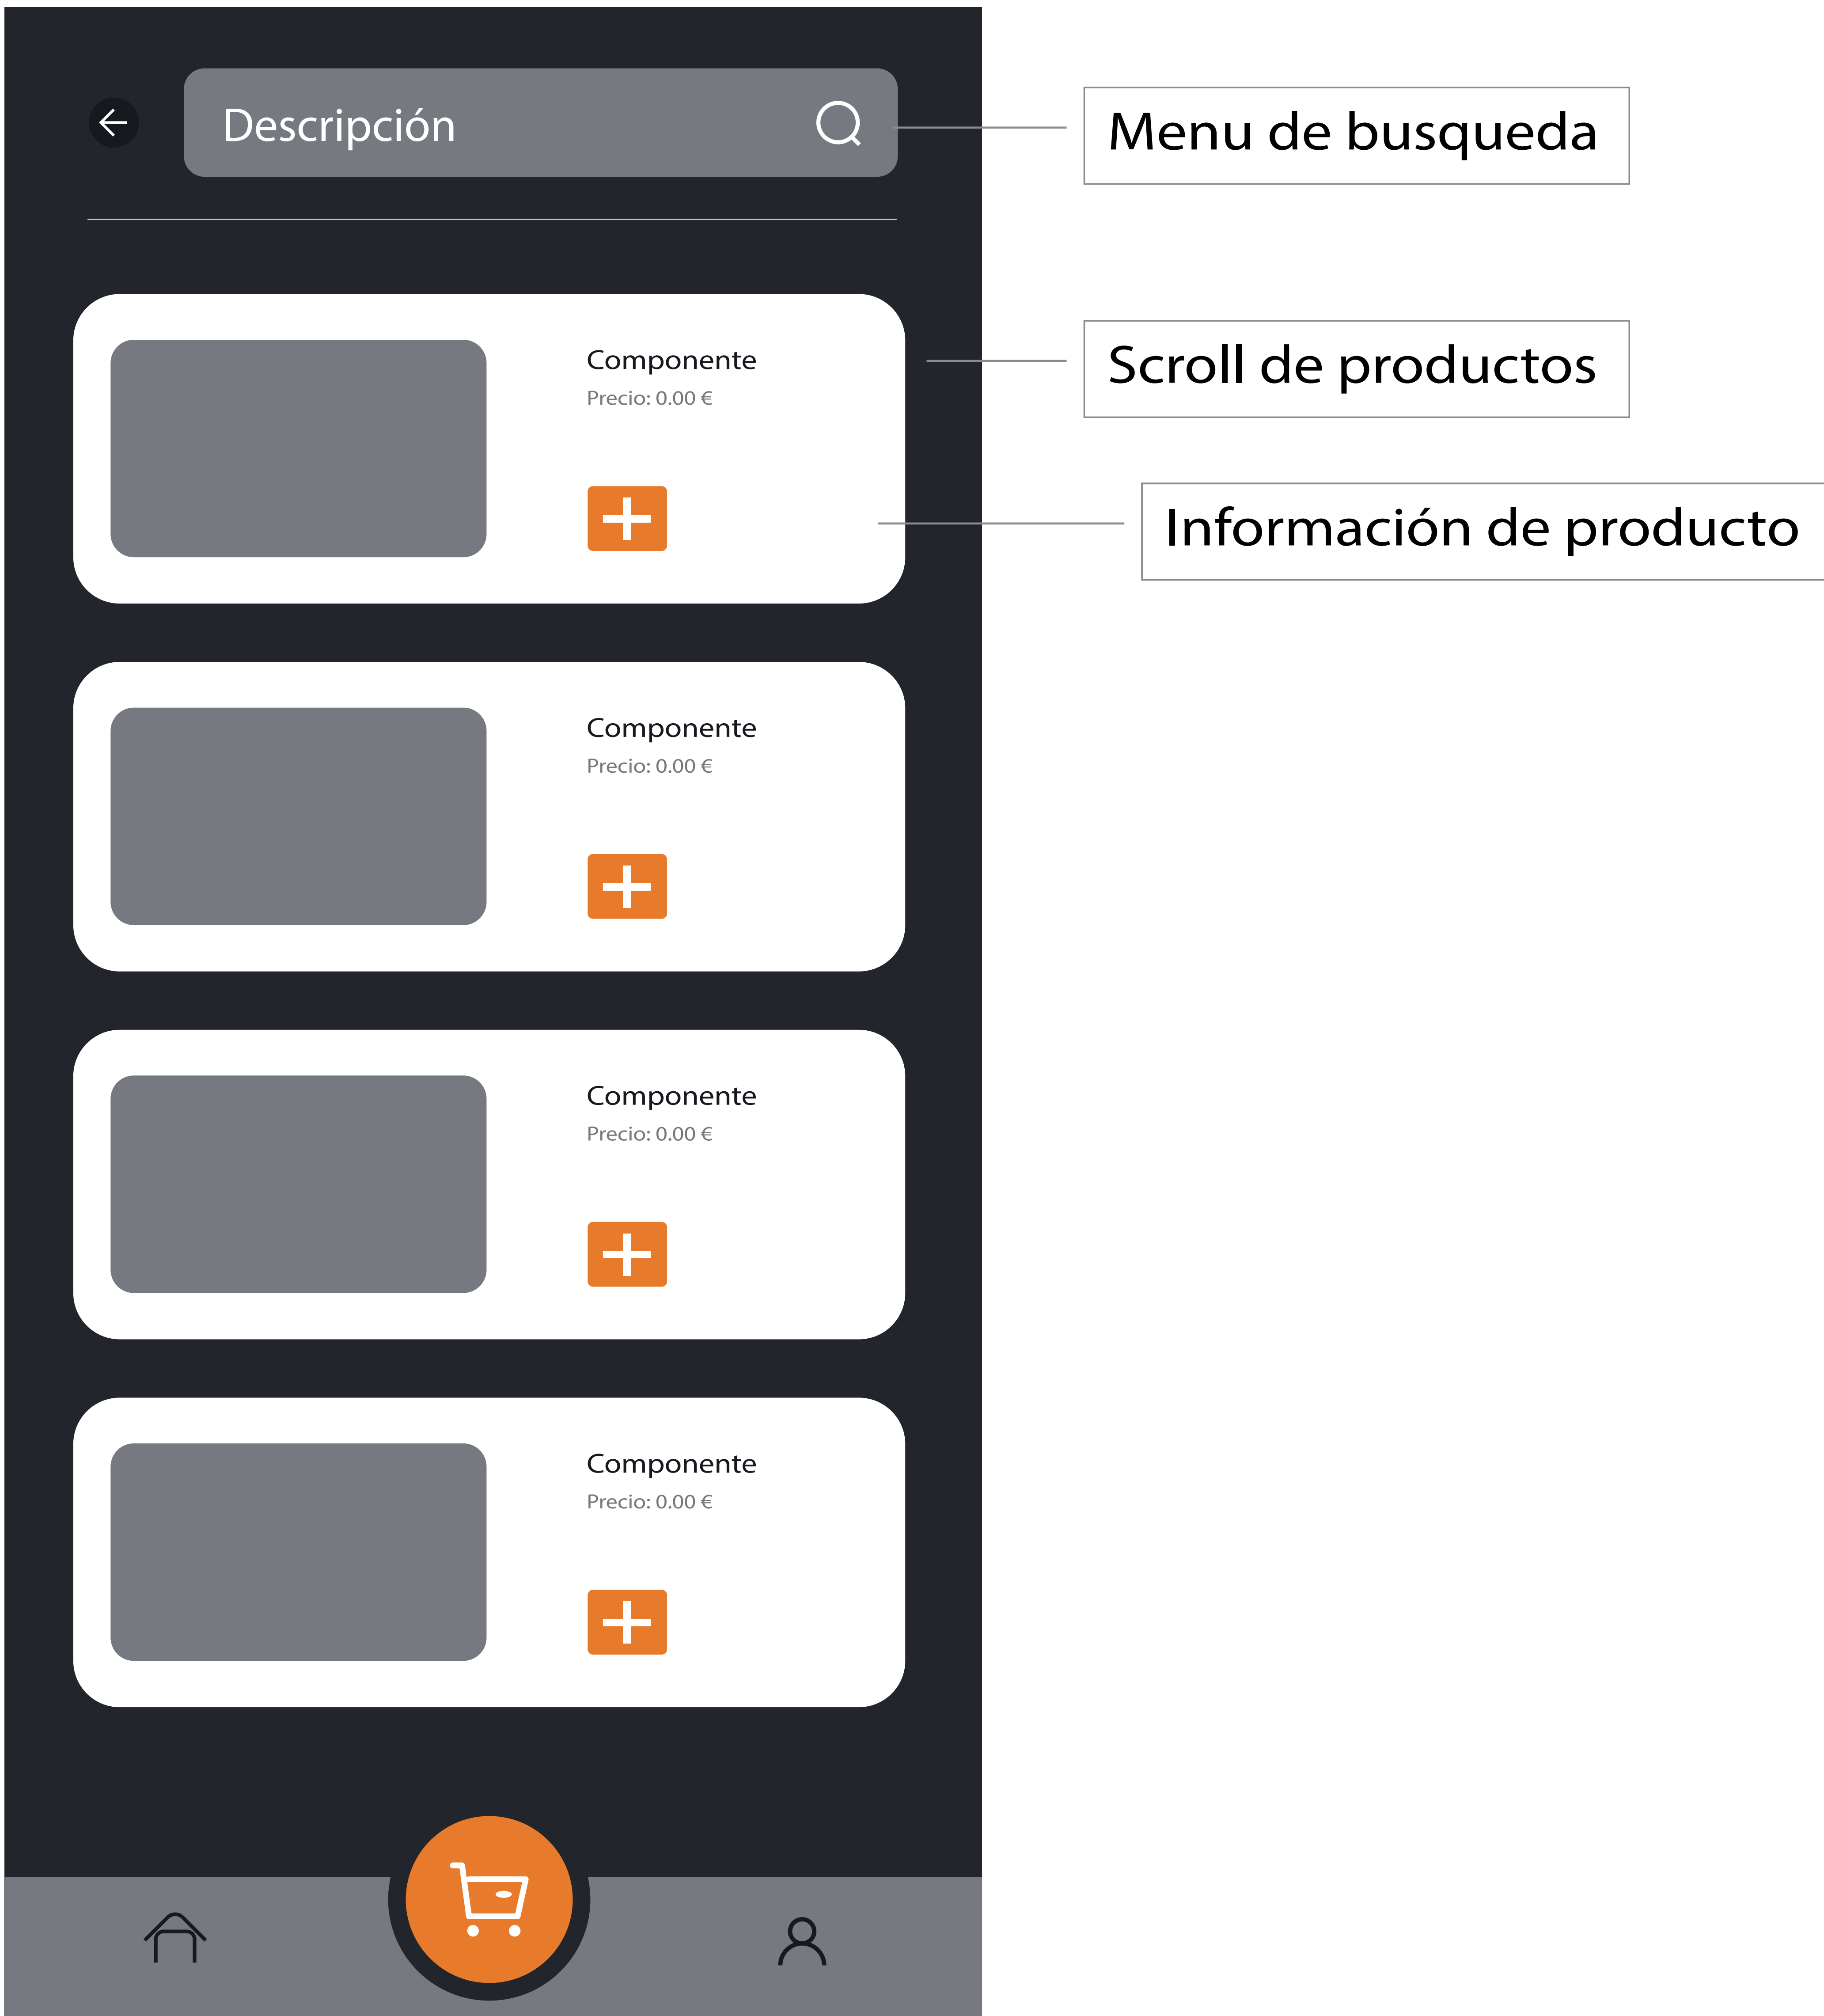 Descripción
Menu de busqueda
Componente
Precio: 0.00 €
Scroll de productos
Información de producto
Componente
Precio: 0.00 €
Componente
Precio: 0.00 €
Componente
Precio: 0.00 €